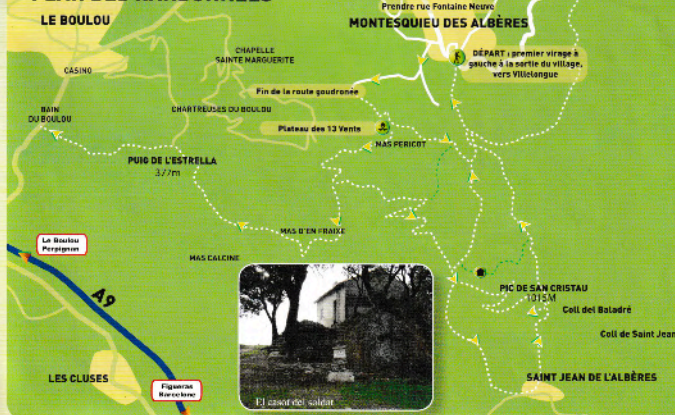 PLAN DES RANDONNÉES
LE BOULOU
Prendre rue Fontaine Neuve
MONTESQUIEU DES ALBÈRES
CASINO
CHAPELLE
SAINTE MARGUERITE
DÉPART : premier virage à
gauche à la sortie du village,
vers Villelongue
Fin de la route goudronée
BAIN
DU BOULOU
CHARTREUSES DU BOULOU
Plateau des 13 Vents
MAS PERICOT
PUIG DE L'ESTRELLA
377m
MAS D'EN FRAIXE
Le Boulou
Perpignan
MAS CALCINE
A9
PIC DE SAN CRISTAU
1015M
Coll del Baladré
Coll de Saint Jean
LES CLUSES
Figueras
Barcelone
El casot del soldat
SAINT JEAN DE L'ALBÈRES